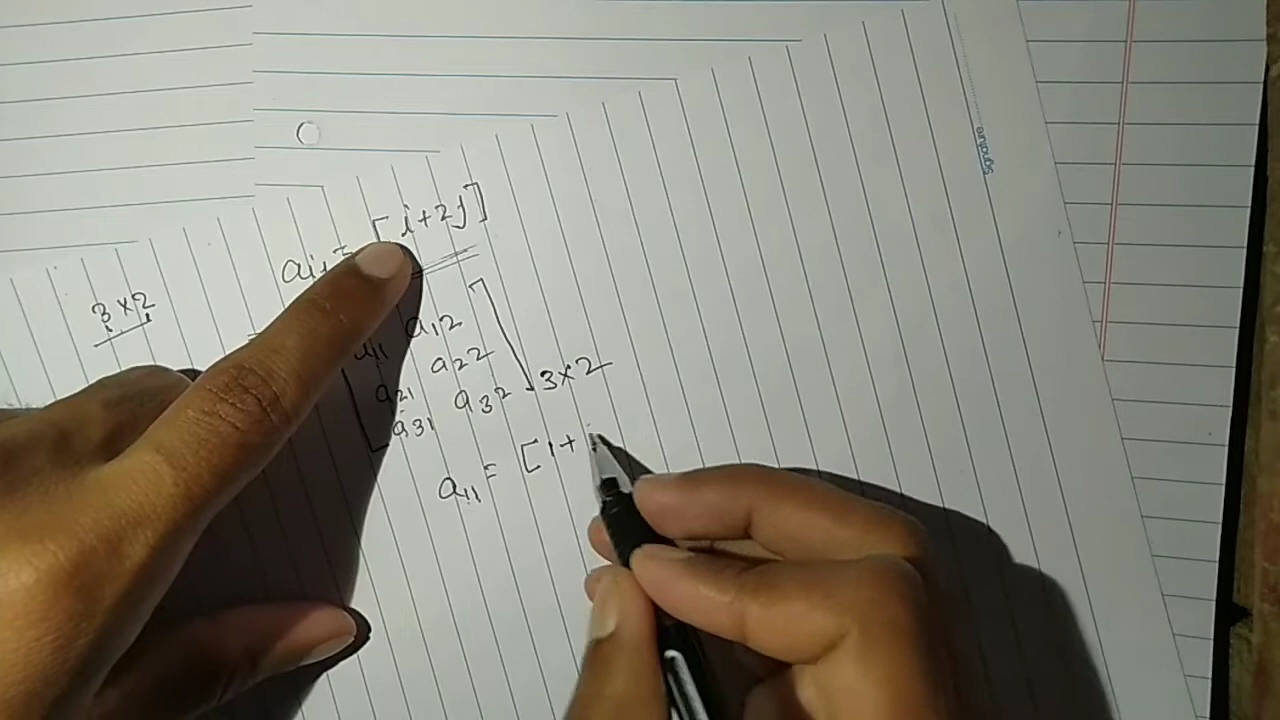 aij = [i+2j]
3×2
a11 a12
a21 a22
a31 a32 3×2
a11 = [1+
Signature